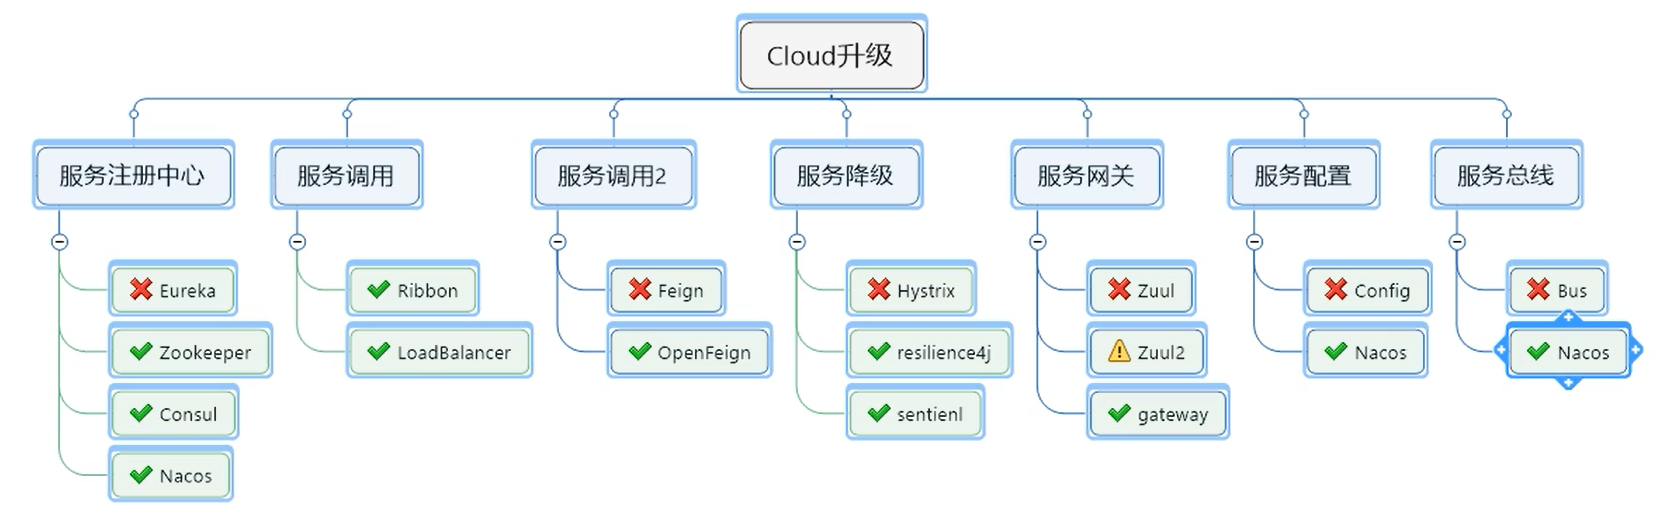 Cloud升级
服务注册中心
Eureka
Zookeeper
Consul
Nacos
服务调用
Ribbon
LoadBalancer
服务调用2
Feign
OpenFeign
服务降级
Hystrix
resilience4j
sentienl
服务网关
Zuul
Zuul2
gateway
服务配置
Config
Nacos
服务总线
Bus
Nacos